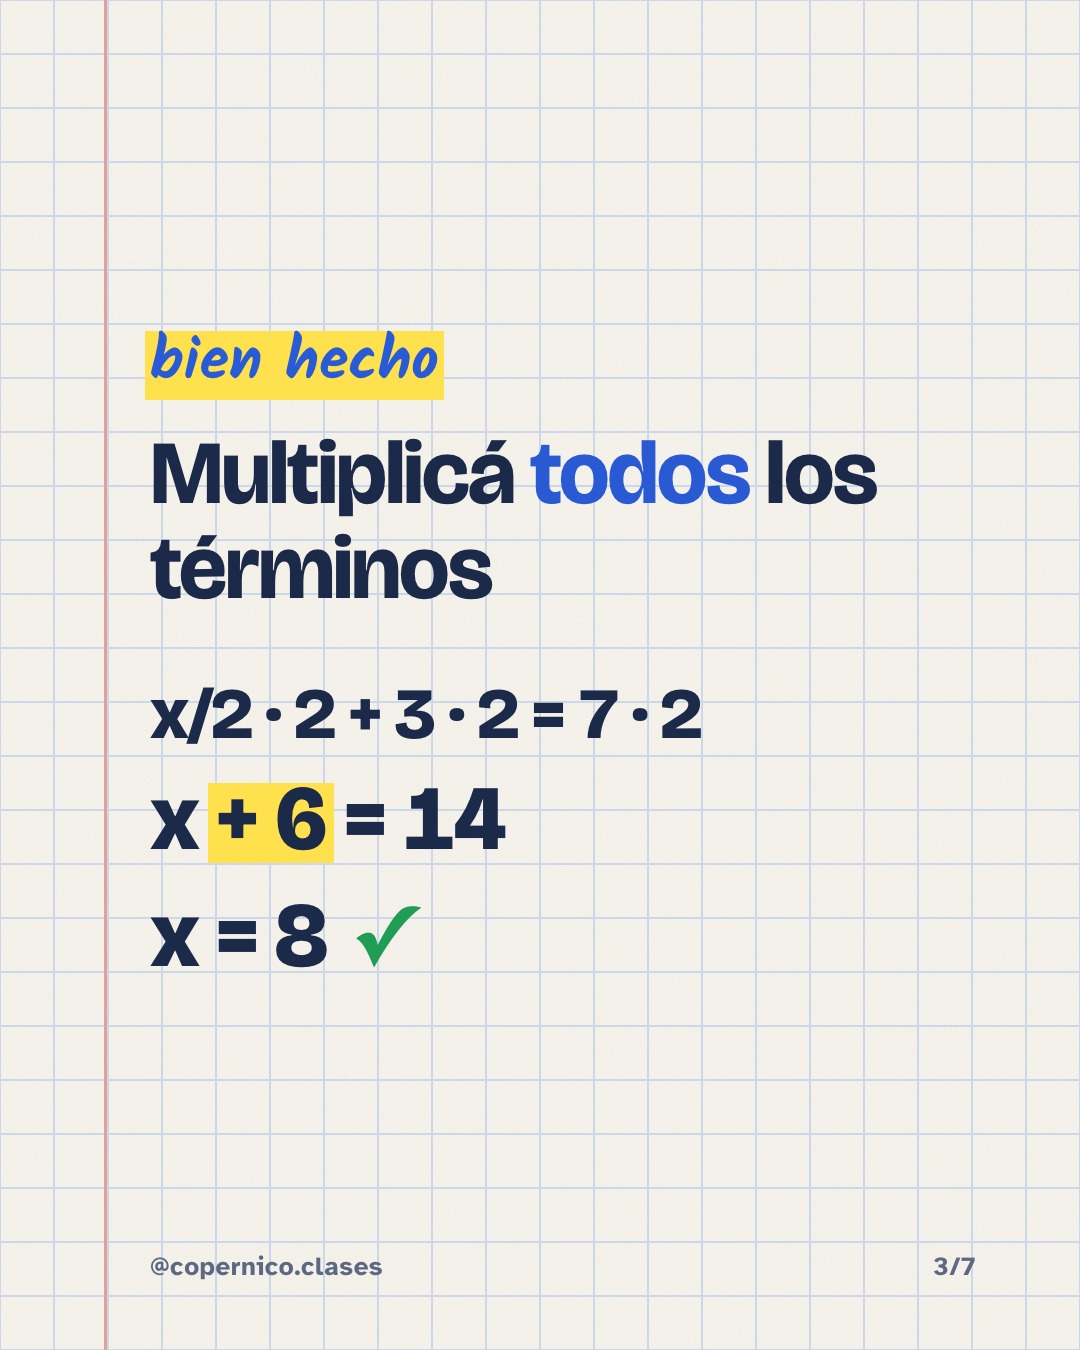 bien hecho
Multiplicá todos los
términos
x/2 · 2 + 3 · 2 = 7 · 2
x + 6 = 14
x = 8 ✓
@copernico.clases
3/7